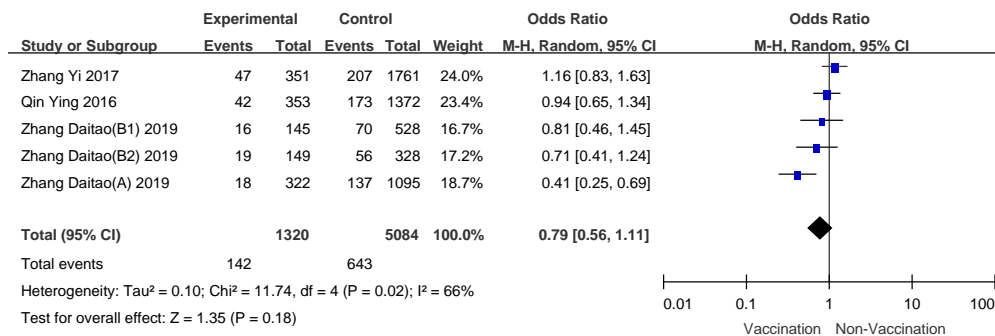 Experimental Control Odds Ratio Odds Ratio
Study or Subgroup Events Total Events Total Weight M-H, Random, 95% CI M-H, Random, 95% CI
Zhang Yi 2017 47 351 207 1761 24.0% 1.16 [0.83, 1.63]
Qin Ying 2016 42 353 173 1372 23.4% 0.94 [0.65, 1.34]
Zhang Daitao(B1) 2019 16 145 70 528 16.7% 0.81 [0.46, 1.45]
Zhang Daitao(B2) 2019 19 149 56 328 17.2% 0.71 [0.41, 1.24]
Zhang Daitao(A) 2019 18 322 137 1095 18.7% 0.41 [0.25, 0.69]
Total (95% CI) 1320 5084 100.0% 0.79 [0.56, 1.11]
Total events 142 643
Heterogeneity: Tau² = 0.10; Chi² = 11.74, df = 4 (P = 0.02); I² = 66%
Test for overall effect: Z = 1.35 (P = 0.18)
0.01 0.1 1 10 100
Vaccination Non-Vaccination